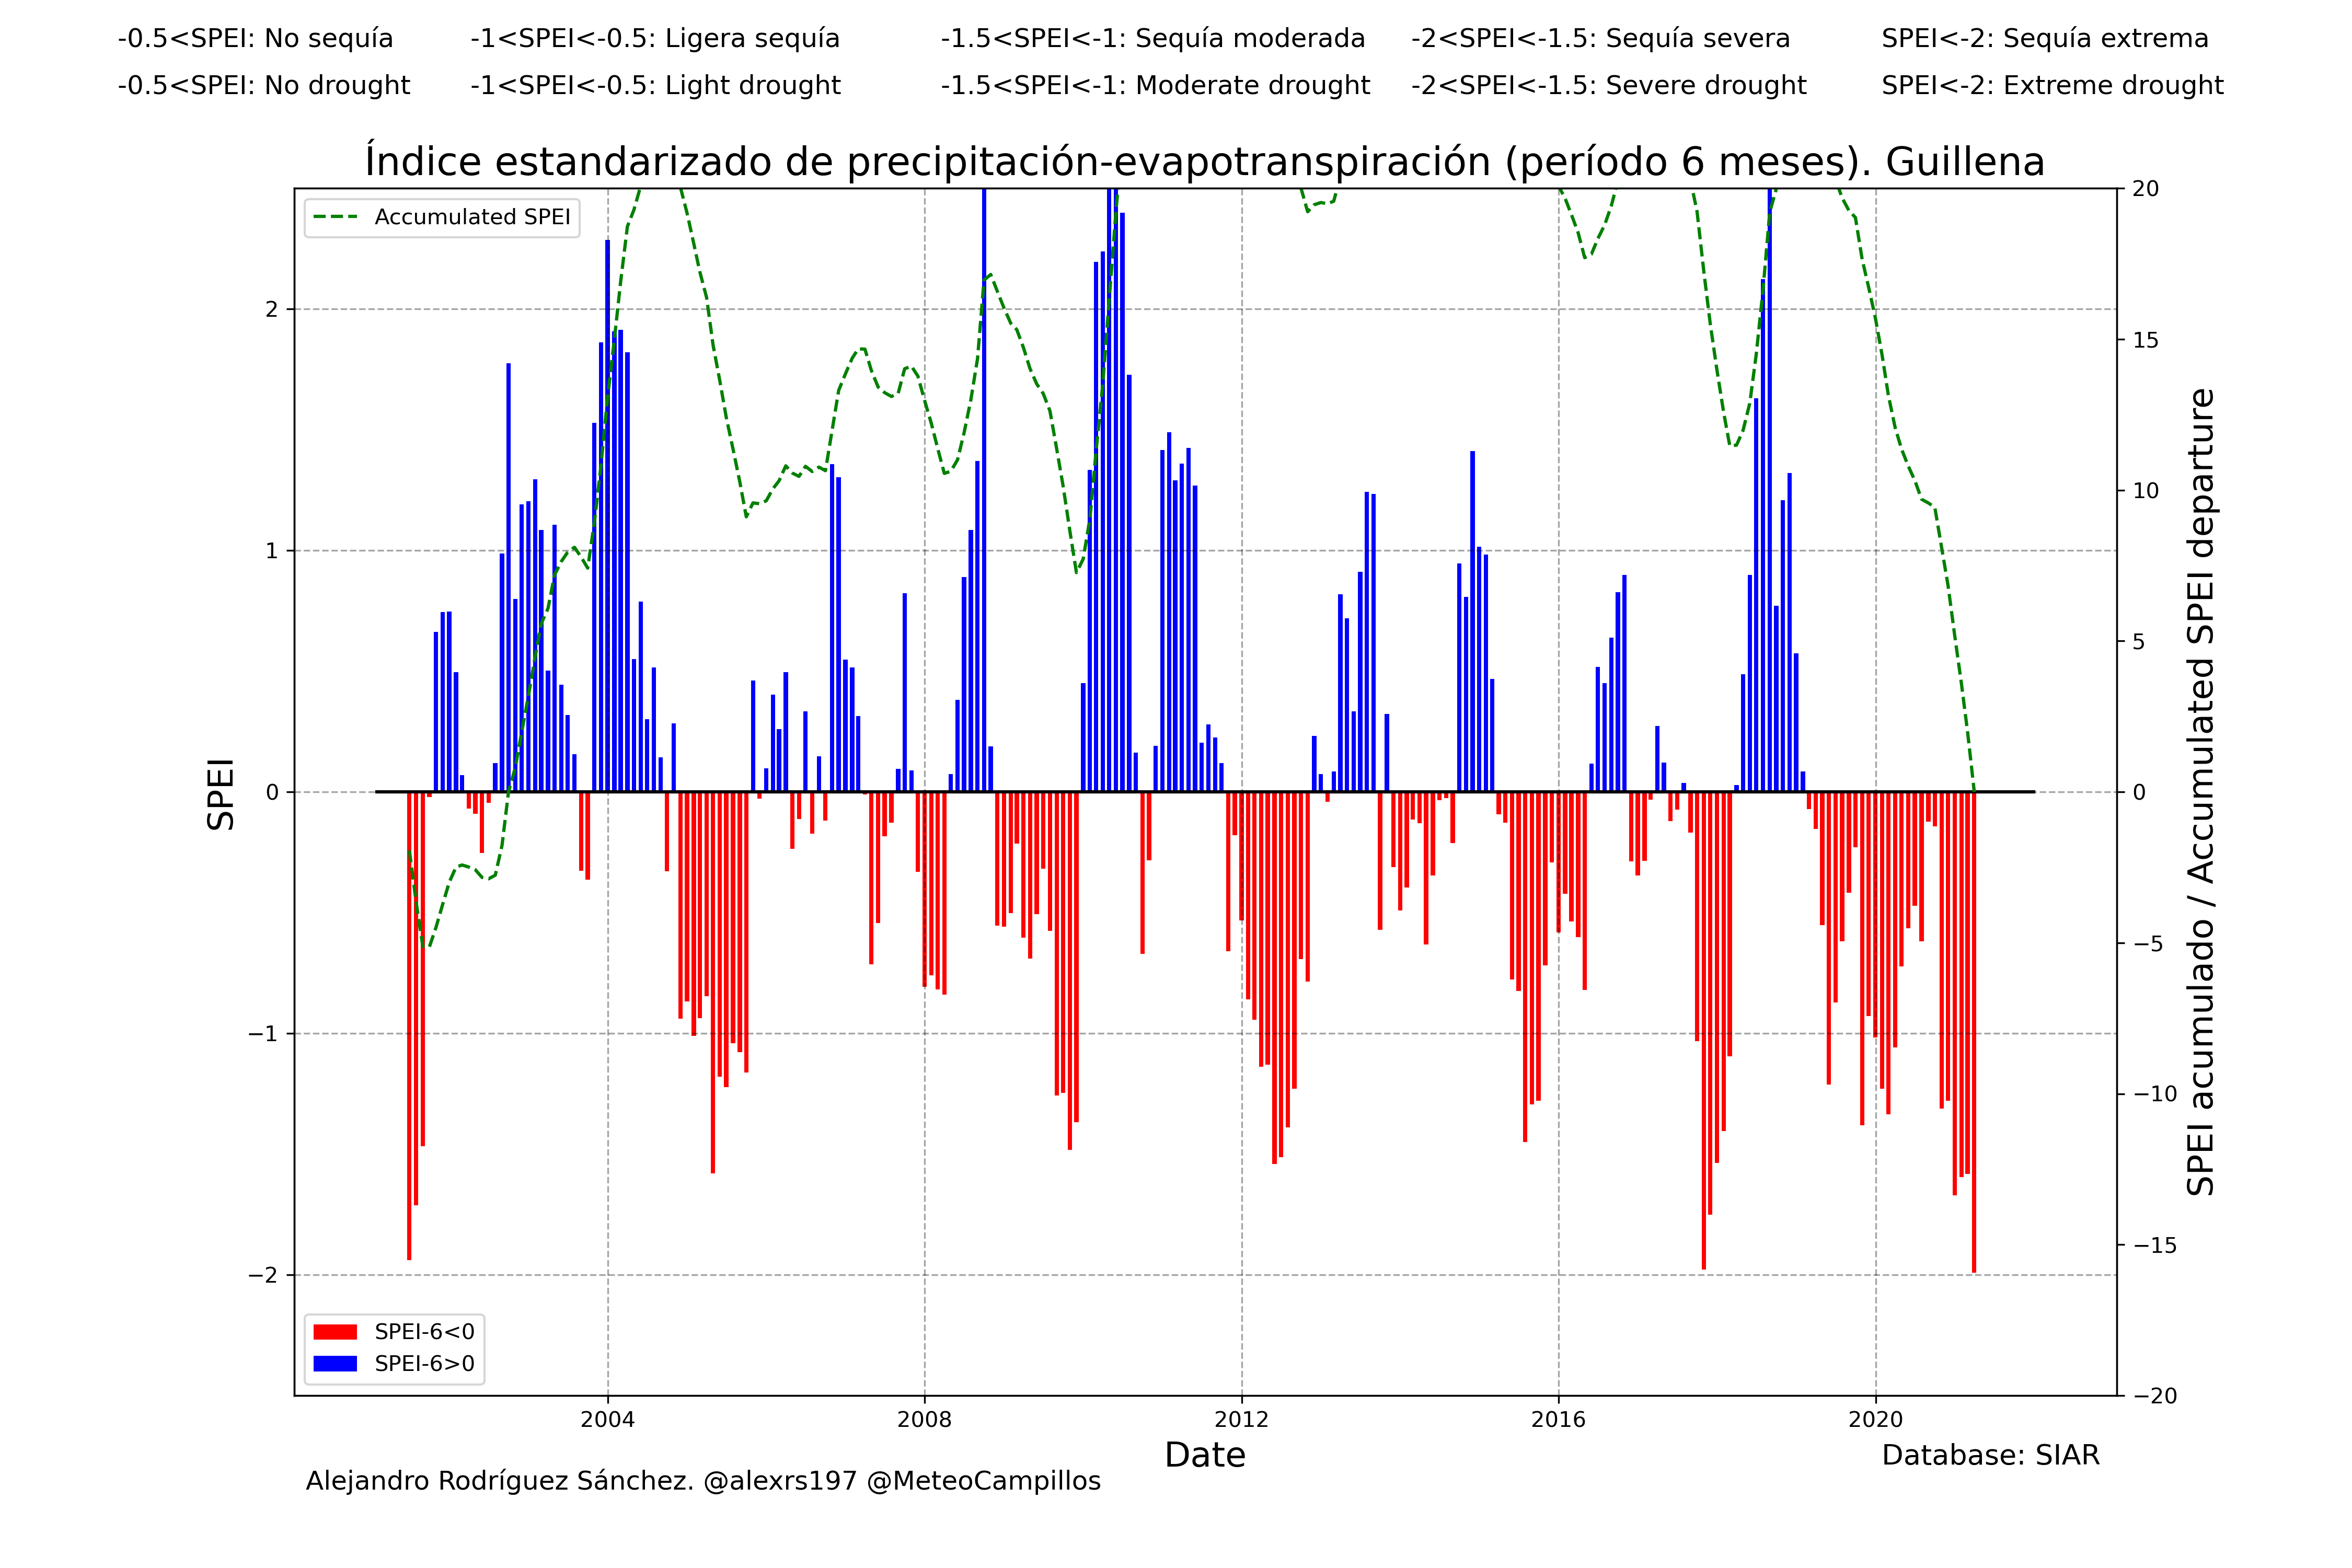 -0.5<SPEI: No sequía -1<SPEI<-0.5: Ligera sequía -1.5<SPEI<-1: Sequía moderada -2<SPEI<-1.5: Sequía severa SPEI<-2: Sequía extrema
-0.5<SPEI: No drought -1<SPEI<-0.5: Light drought -1.5<SPEI<-1: Moderate drought -2<SPEI<-1.5: Severe drought SPEI<-2: Extreme drought
Índice estandarizado de precipitación-evapotranspiración (período 6 meses). Guillena
Accumulated SPEI
SPEI
2
1
0
−1
−2
20
15
10
5
0
−5
−10
−15
−20
SPEI acumulado / Accumulated SPEI departure
SPEI-6<0
SPEI-6>0
2004 2008 2012 2016 2020
Date
Database: SIAR
Alejandro Rodríguez Sánchez. @alexrs197 @MeteoCampillos